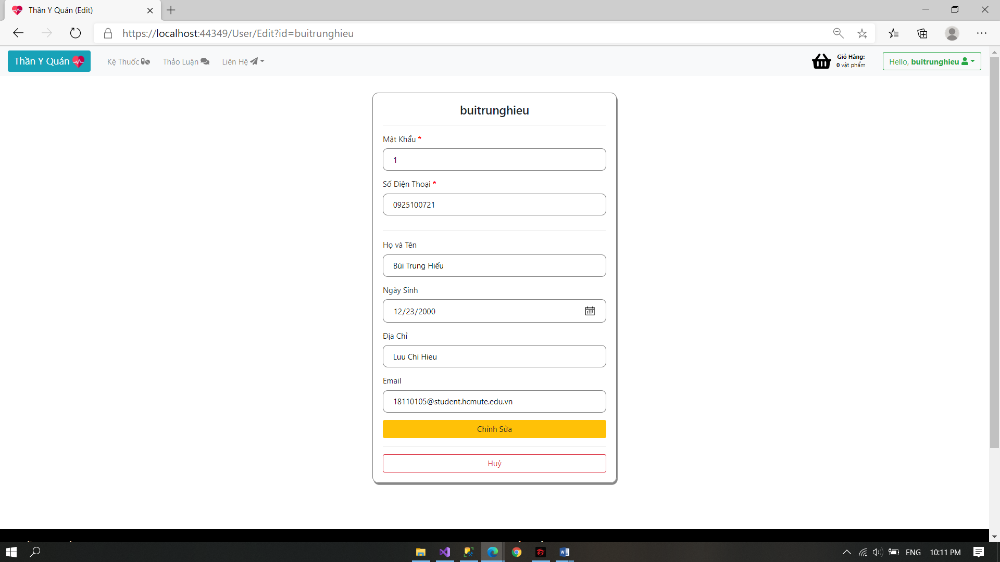 Thần Y Quán (Edit)
https://localhost:44349/User/Edit?id=buitrunghieu
Thần Y Quán
Kệ Thuốc
Thảo Luận
Liên Hệ
Giỏ Hàng:
0 vật phẩm
Hello, buitrunghieu
buitrunghieu
Mật Khẩu *
1
Số Điện Thoại *
0925100721
Họ và Tên
Bùi Trung Hiếu
Ngày Sinh
12/23/2000
Địa Chỉ
Luu Chi Hieu
Email
18110105@student.hcmute.edu.vn
Chỉnh Sửa
Huỷ
ENG
10:11 PM